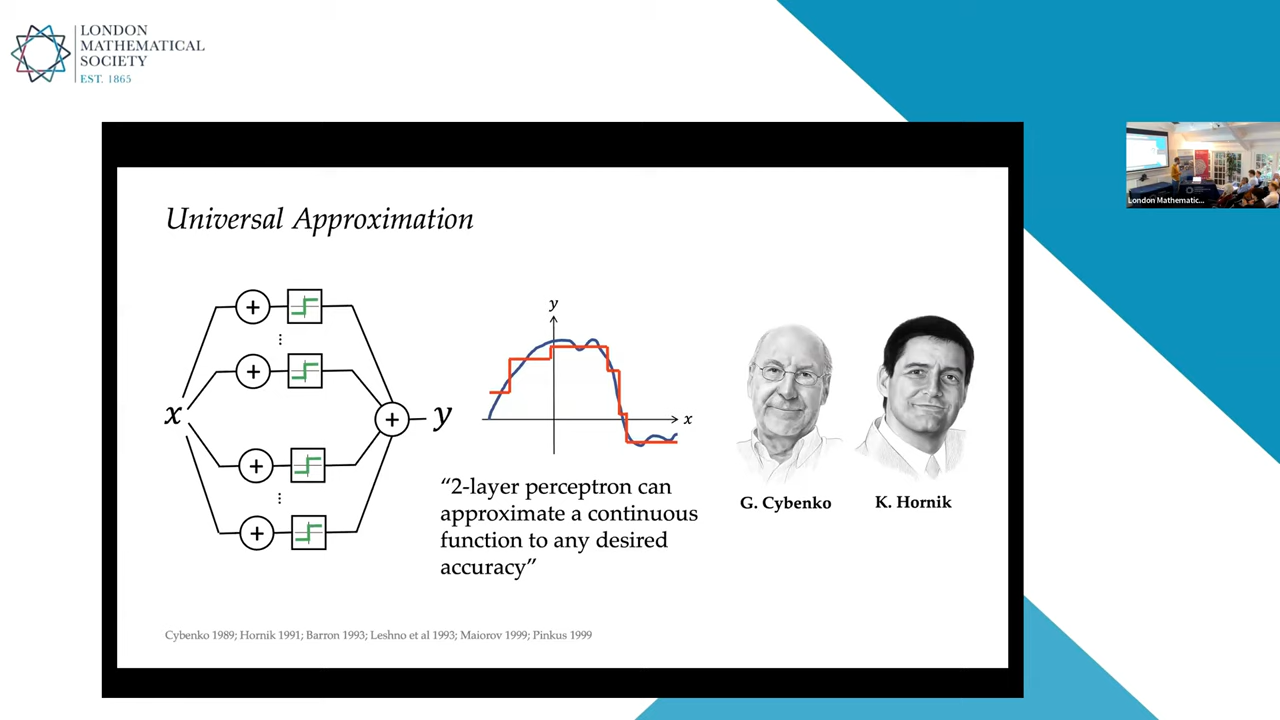 LONDON
MATHEMATICAL
SOCIETY
EST. 1865
London Mathematic...
Universal Approximation
x
y
y
x
“2-layer perceptron can
approximate a continuous
function to any desired
accuracy”
G. Cybenko
K. Hornik
Cybenko 1989; Hornik 1991; Barron 1993; Leshno et al 1993; Maiorov 1999; Pinkus 1999